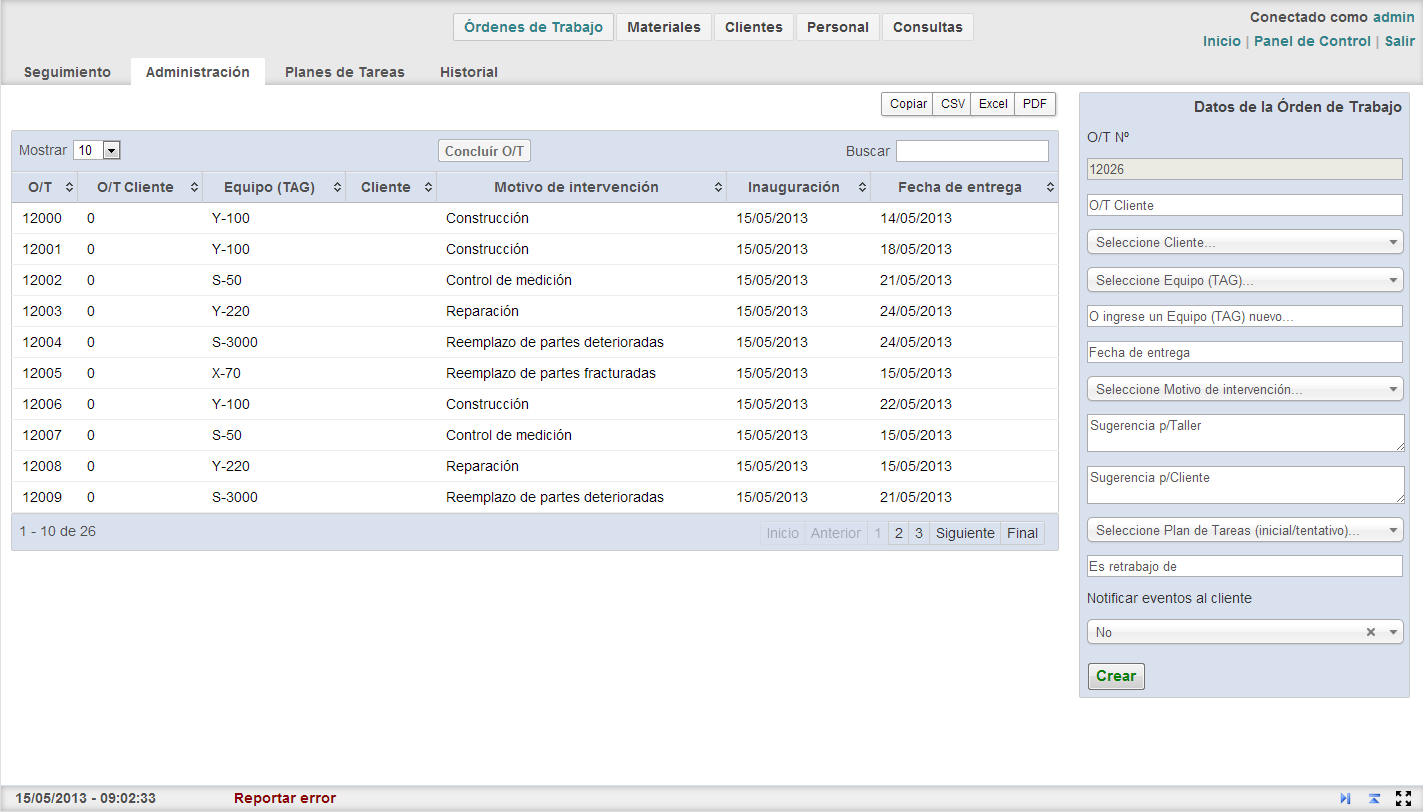 Órdenes de Trabajo Materiales Clientes Personal Consultas
Conectado como admin
Inicio | Panel de Control | Salir
Seguimiento Administración Planes de Tareas Historial
Copiar CSV Excel PDF
Mostrar 10 Concluír O/T Buscar
O/T O/T Cliente Equipo (TAG) Cliente Motivo de intervención Inauguración Fecha de entrega
12000 0 Y-100 Construcción 15/05/2013 14/05/2013
12001 0 Y-100 Construcción 15/05/2013 18/05/2013
12002 0 S-50 Control de medición 15/05/2013 21/05/2013
12003 0 Y-220 Reparación 15/05/2013 24/05/2013
12004 0 S-3000 Reemplazo de partes deterioradas 15/05/2013 24/05/2013
12005 0 X-70 Reemplazo de partes fracturadas 15/05/2013 15/05/2013
12006 0 Y-100 Construcción 15/05/2013 22/05/2013
12007 0 S-50 Control de medición 15/05/2013 15/05/2013
12008 0 Y-220 Reparación 15/05/2013 15/05/2013
12009 0 S-3000 Reemplazo de partes deterioradas 15/05/2013 21/05/2013
1 - 10 de 26 Inicio Anterior 1 2 3 Siguiente Final
Datos de la Órden de Trabajo
O/T Nº
12026
O/T Cliente
Seleccione Cliente...
Seleccione Equipo (TAG)...
O ingrese un Equipo (TAG) nuevo...
Fecha de entrega
Seleccione Motivo de intervención...
Sugerencia p/Taller
Sugerencia p/Cliente
Seleccione Plan de Tareas (inicial/tentativo)...
Es retrabajo de
Notificar eventos al cliente
No
Crear
15/05/2013 - 09:02:33 Reportar error